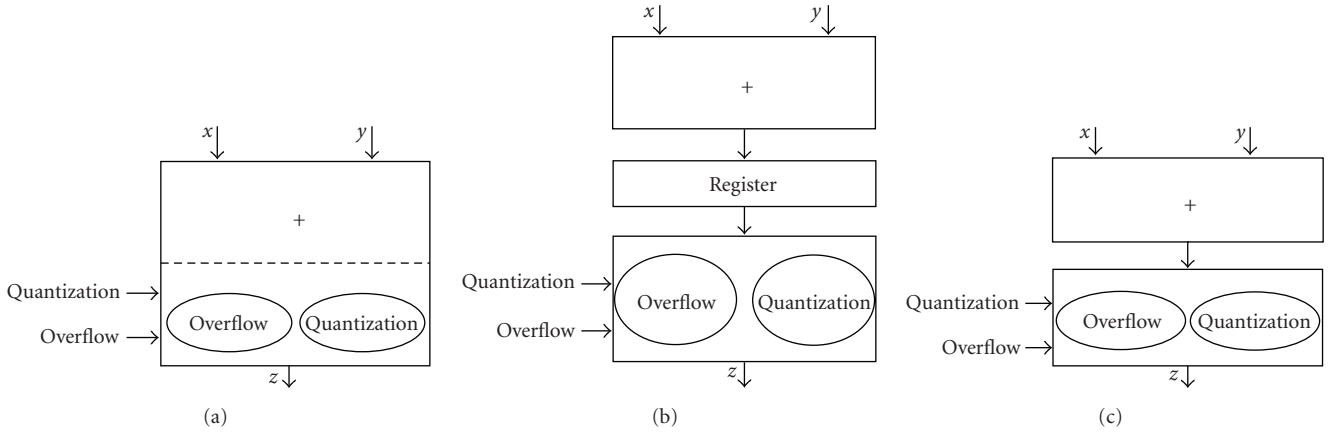 x y
+
Quantization
Overflow
Overflow Quantization
z
(a)
x y
+
Register
Quantization
Overflow
Overflow Quantization
z
(b)
x y
+
Quantization
Overflow
Overflow Quantization
z
(c)